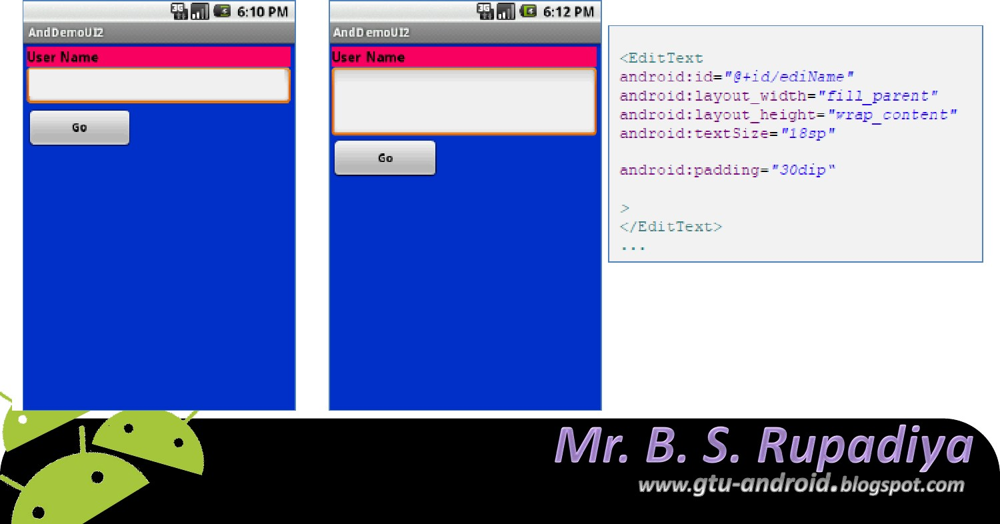 3G 6:10 PM
AndDemoUI2
User Name
Go
3G 6:12 PM
AndDemoUI2
User Name
Go
<EditText
android:id="@+id/ediName"
android:layout_width="fill_parent"
android:layout_height="wrap_content"
android:textSize="18sp"
android:padding="30dip"
>
</EditText>
...
Mr. B. S. Rupadiya
www.gtu-android.blogspot.com